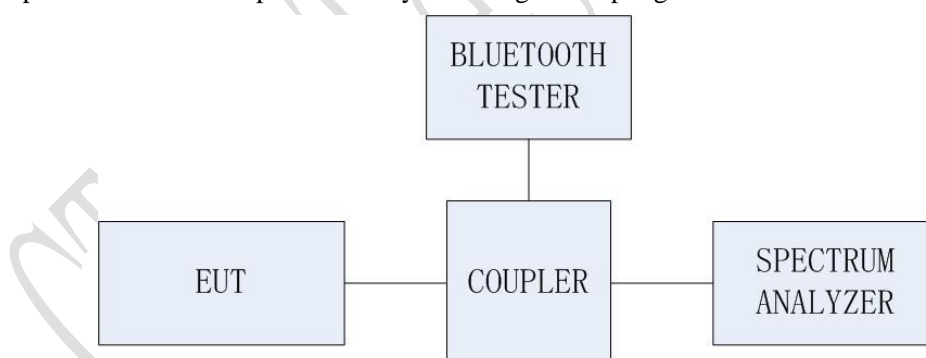 BLUETOOTH
TESTER
EUT
COUPLER
SPECTRUM
ANALYZER